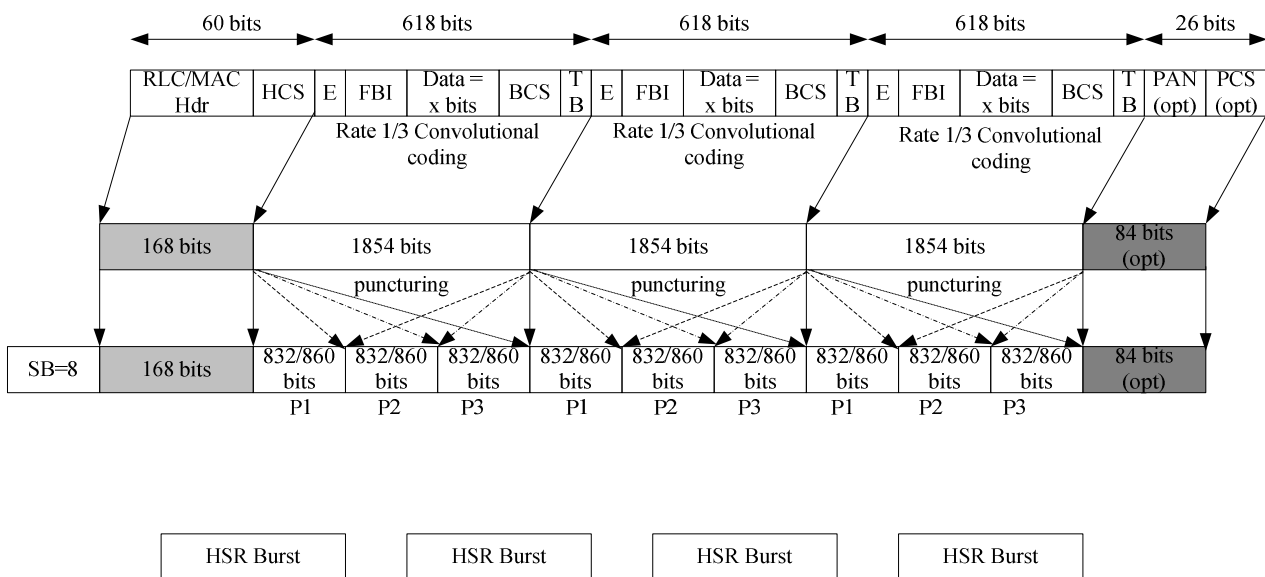 60 bits
618 bits
618 bits
618 bits
26 bits
RLC/MAC
Hdr
HCS
E
FBI
Data =
x bits
BCS
T
B
E
FBI
Data =
x bits
BCS
T
B
E
FBI
Data =
x bits
BCS
T
B
PAN
(opt)
PCS
(opt)
Rate 1/3 Convolutional
coding
Rate 1/3 Convolutional
coding
Rate 1/3 Convolutional
coding
168 bits
1854 bits
1854 bits
1854 bits
84 bits
(opt)
puncturing
puncturing
puncturing
SB=8
168 bits
832/860
bits
832/860
bits
832/860
bits
832/860
bits
832/860
bits
832/860
bits
832/860
bits
832/860
bits
832/860
bits
84 bits
(opt)
P1
P2
P3
P1
P2
P3
P1
P2
P3
HSR Burst
HSR Burst
HSR Burst
HSR Burst